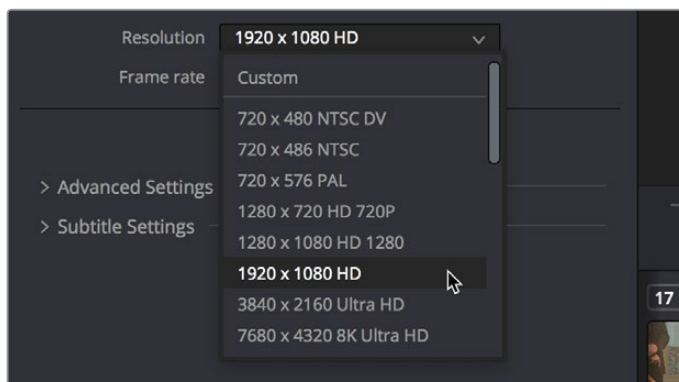 Resolution 1920 x 1080 HD
Frame rate Custom
720 x 480 NTSC DV
720 x 486 NTSC
720 x 576 PAL
> Advanced Settings
1280 x 720 HD 720P
> Subtitle Settings
1280 x 1080 HD 1280
1920 x 1080 HD
3840 x 2160 Ultra HD
7680 x 4320 8K Ultra HD
17